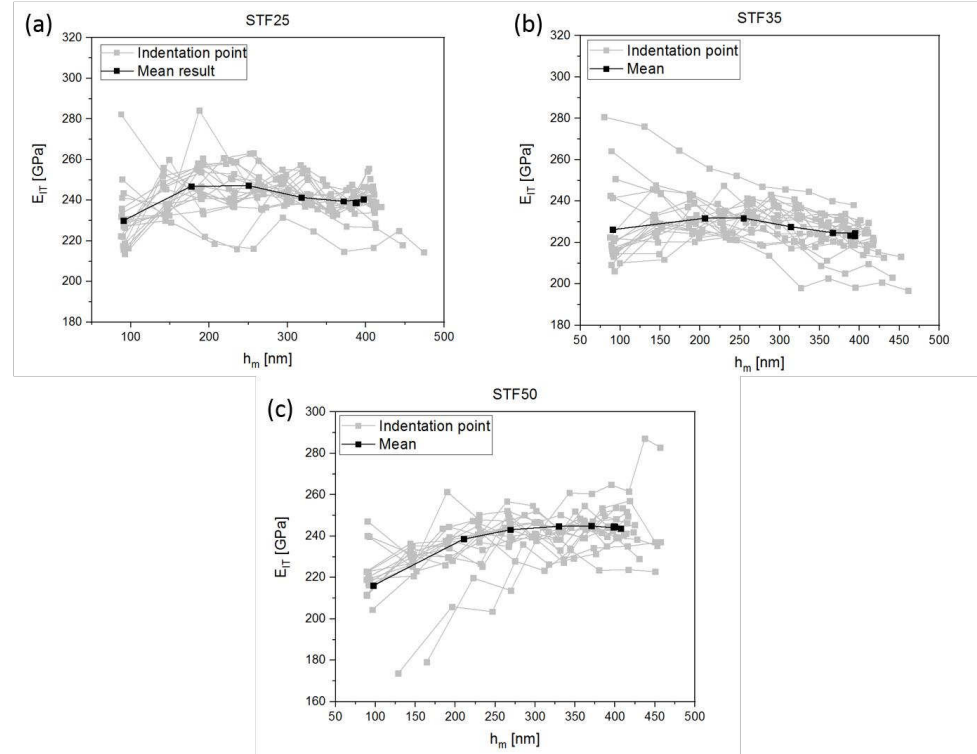 (a)
STF25
320
300
280
260
240
220
200
180
0
100
200
300
400
500
E_IT [GPa]
h_m [nm]
Indentation point
Mean result
(b)
STF35
320
300
280
260
240
220
200
180
50
100
150
200
250
300
350
400
450
500
E_IT [GPa]
h_m [nm]
Indentation point
Mean
(c)
STF50
300
280
260
240
220
200
180
160
50
100
150
200
250
300
350
400
450
500
E_IT [GPa]
h_m [nm]
Indentation point
Mean